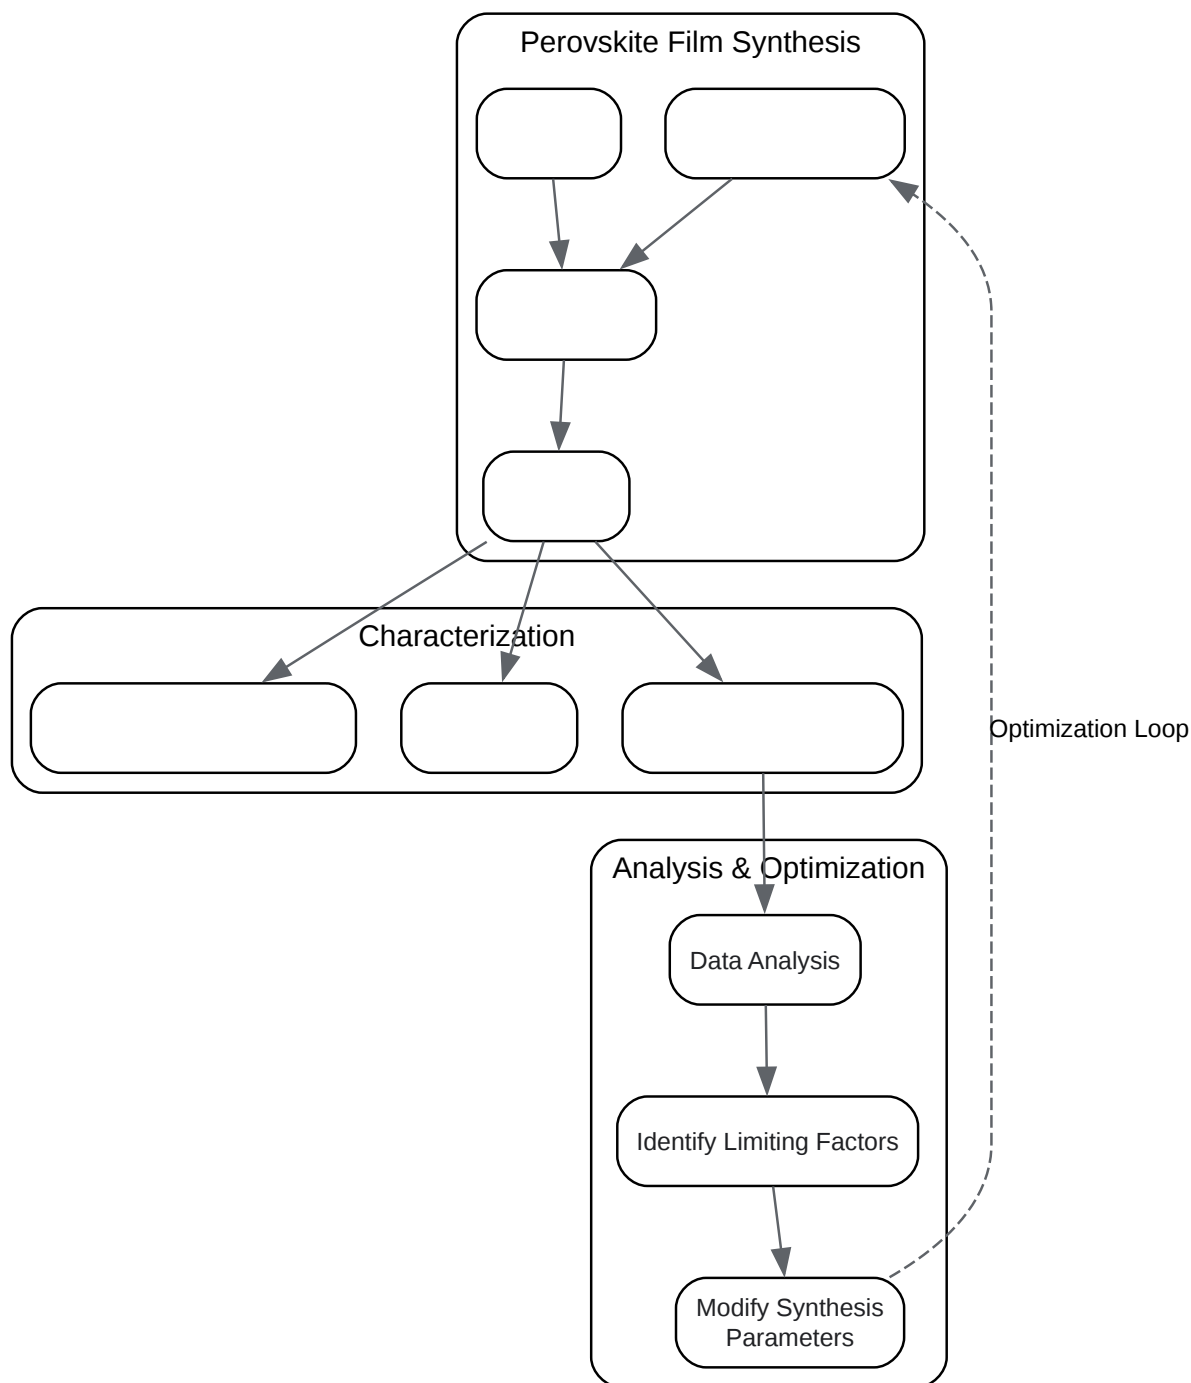 Perovskite Film Synthesis
Characterization
Optimization Loop
Analysis & Optimization
Data Analysis
Identify Limiting Factors
Modify Synthesis
Parameters